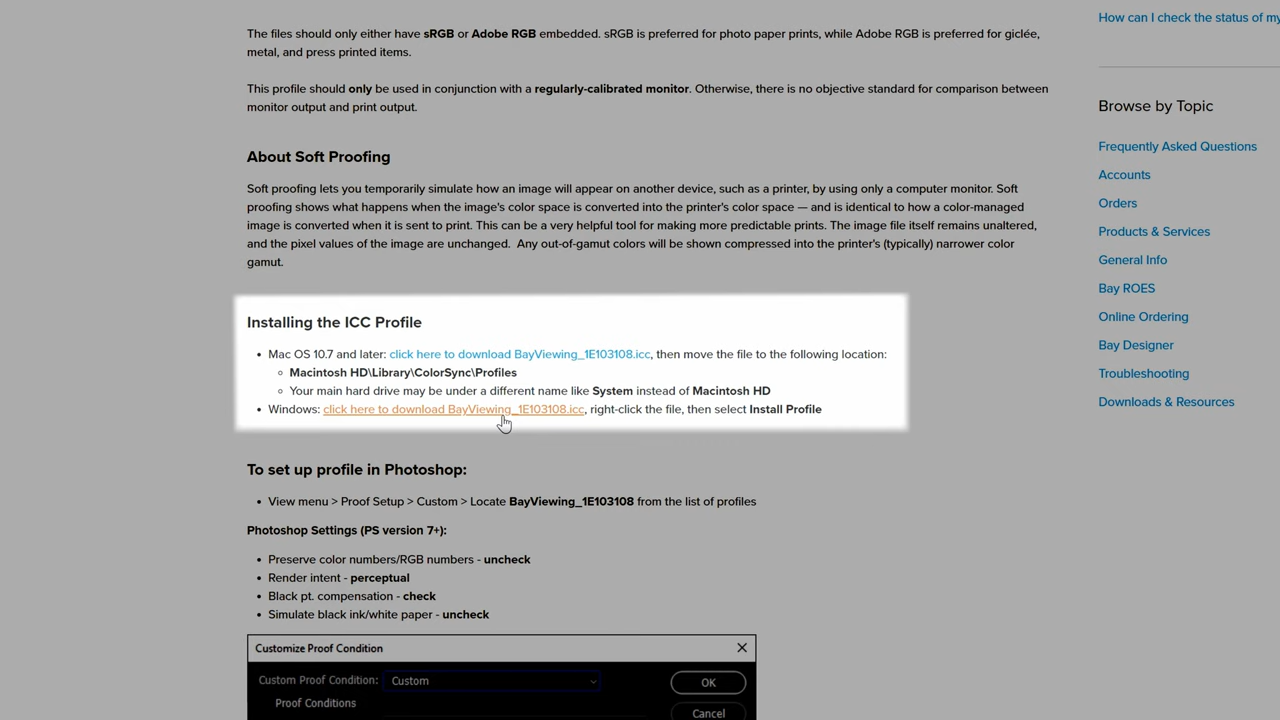 The files should only either have sRGB or Adobe RGB embedded. sRGB is preferred for photo paper prints, while Adobe RGB is preferred for giclée,
metal, and press printed items.
This profile should only be used in conjunction with a regularly-calibrated monitor. Otherwise, there is no objective standard for comparison between
monitor output and print output.
About Soft Proofing
Soft proofing lets you temporarily simulate how an image will appear on another device, such as a printer, by using only a computer monitor. Soft
proofing shows what happens when the image's color space is converted into the printer's color space — and is identical to how a color-managed
image is converted when it is sent to print. This can be a very helpful tool for making more predictable prints. The image file itself remains unaltered,
and the pixel values of the image are unchanged.  Any out-of-gamut colors will be shown compressed into the printer's (typically) narrower color
gamut.
Installing the ICC Profile
• Mac OS 10.7 and later: click here to download BayViewing_1E103108.icc, then move the file to the following location:
◦ Macintosh HD\Library\ColorSync\Profiles
◦ Your main hard drive may be under a different name like System instead of Macintosh HD
• Windows: click here to download BayViewing_1E103108.icc, right-click the file, then select Install Profile
To set up profile in Photoshop:
• View menu > Proof Setup > Custom > Locate BayViewing_1E103108 from the list of profiles
Photoshop Settings (PS version 7+):
• Preserve color numbers/RGB numbers - uncheck
• Render intent - perceptual
• Black pt. compensation - check
• Simulate black ink/white paper - uncheck
Customize Proof Condition
Custom Proof Condition: Custom
OK
Proof Conditions
Cancel
How can I check the status of my
Browse by Topic
Frequently Asked Questions
Accounts
Orders
Products & Services
General Info
Bay ROES
Online Ordering
Bay Designer
Troubleshooting
Downloads & Resources